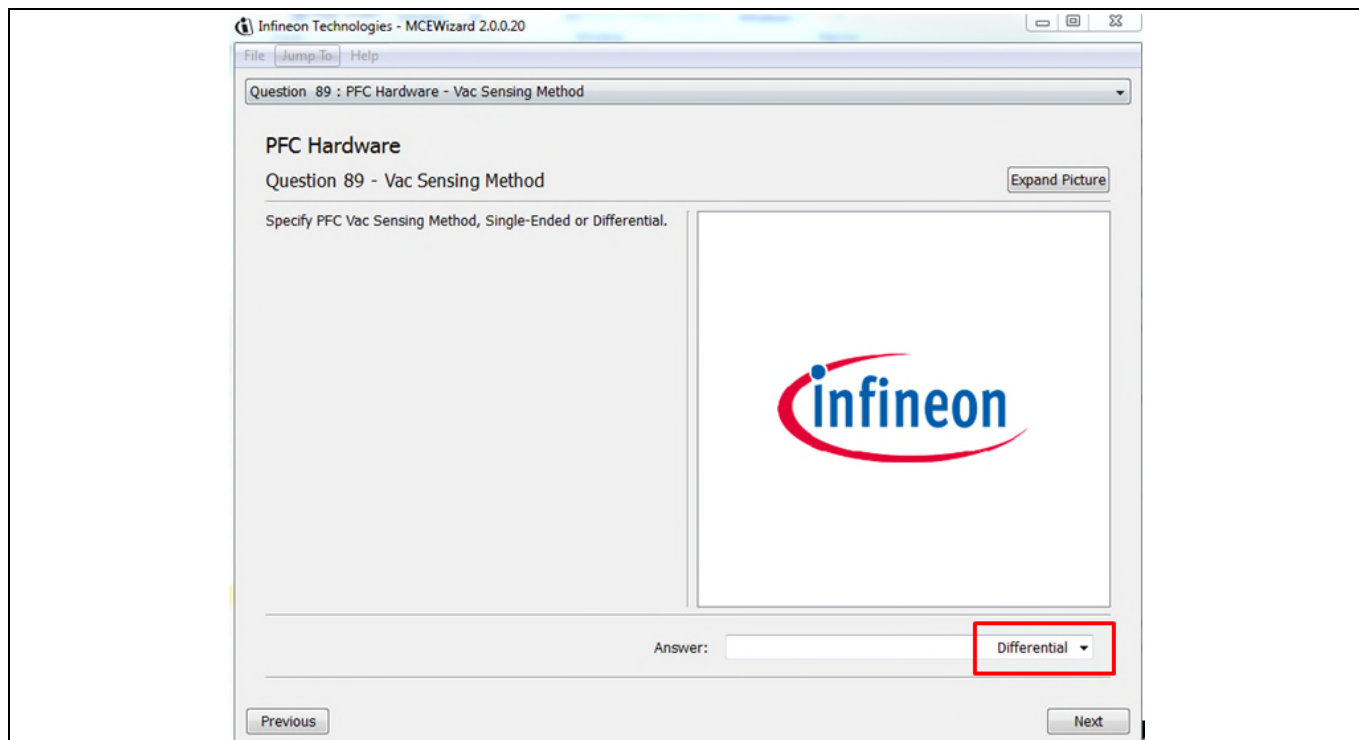 Infineon Technologies - MCEWizard 2.0.0.20
File Jump To Help
Question 89 : PFC Hardware - Vac Sensing Method
PFC Hardware
Question 89 - Vac Sensing Method
Expand Picture
Specify PFC Vac Sensing Method, Single-Ended or Differential.
infineon
Answer:
Differential
Previous
Next